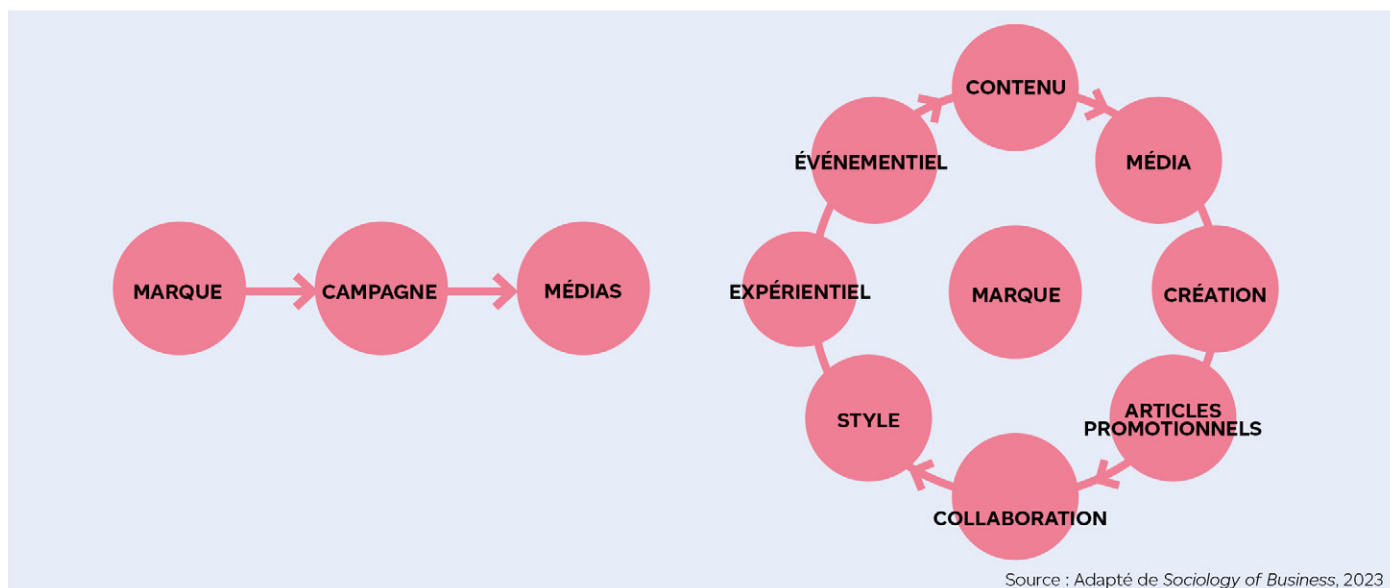 MARQUE
CAMPAGNE
MÉDIAS
CONTENU
ÉVÉNEMENTIEL
MÉDIA
EXPÉRIENTIEL
MARQUE
CRÉATION
STYLE
ARTICLES
PROMOTIONNELS
COLLABORATION
Source : Adapté de Sociology of Business, 2023